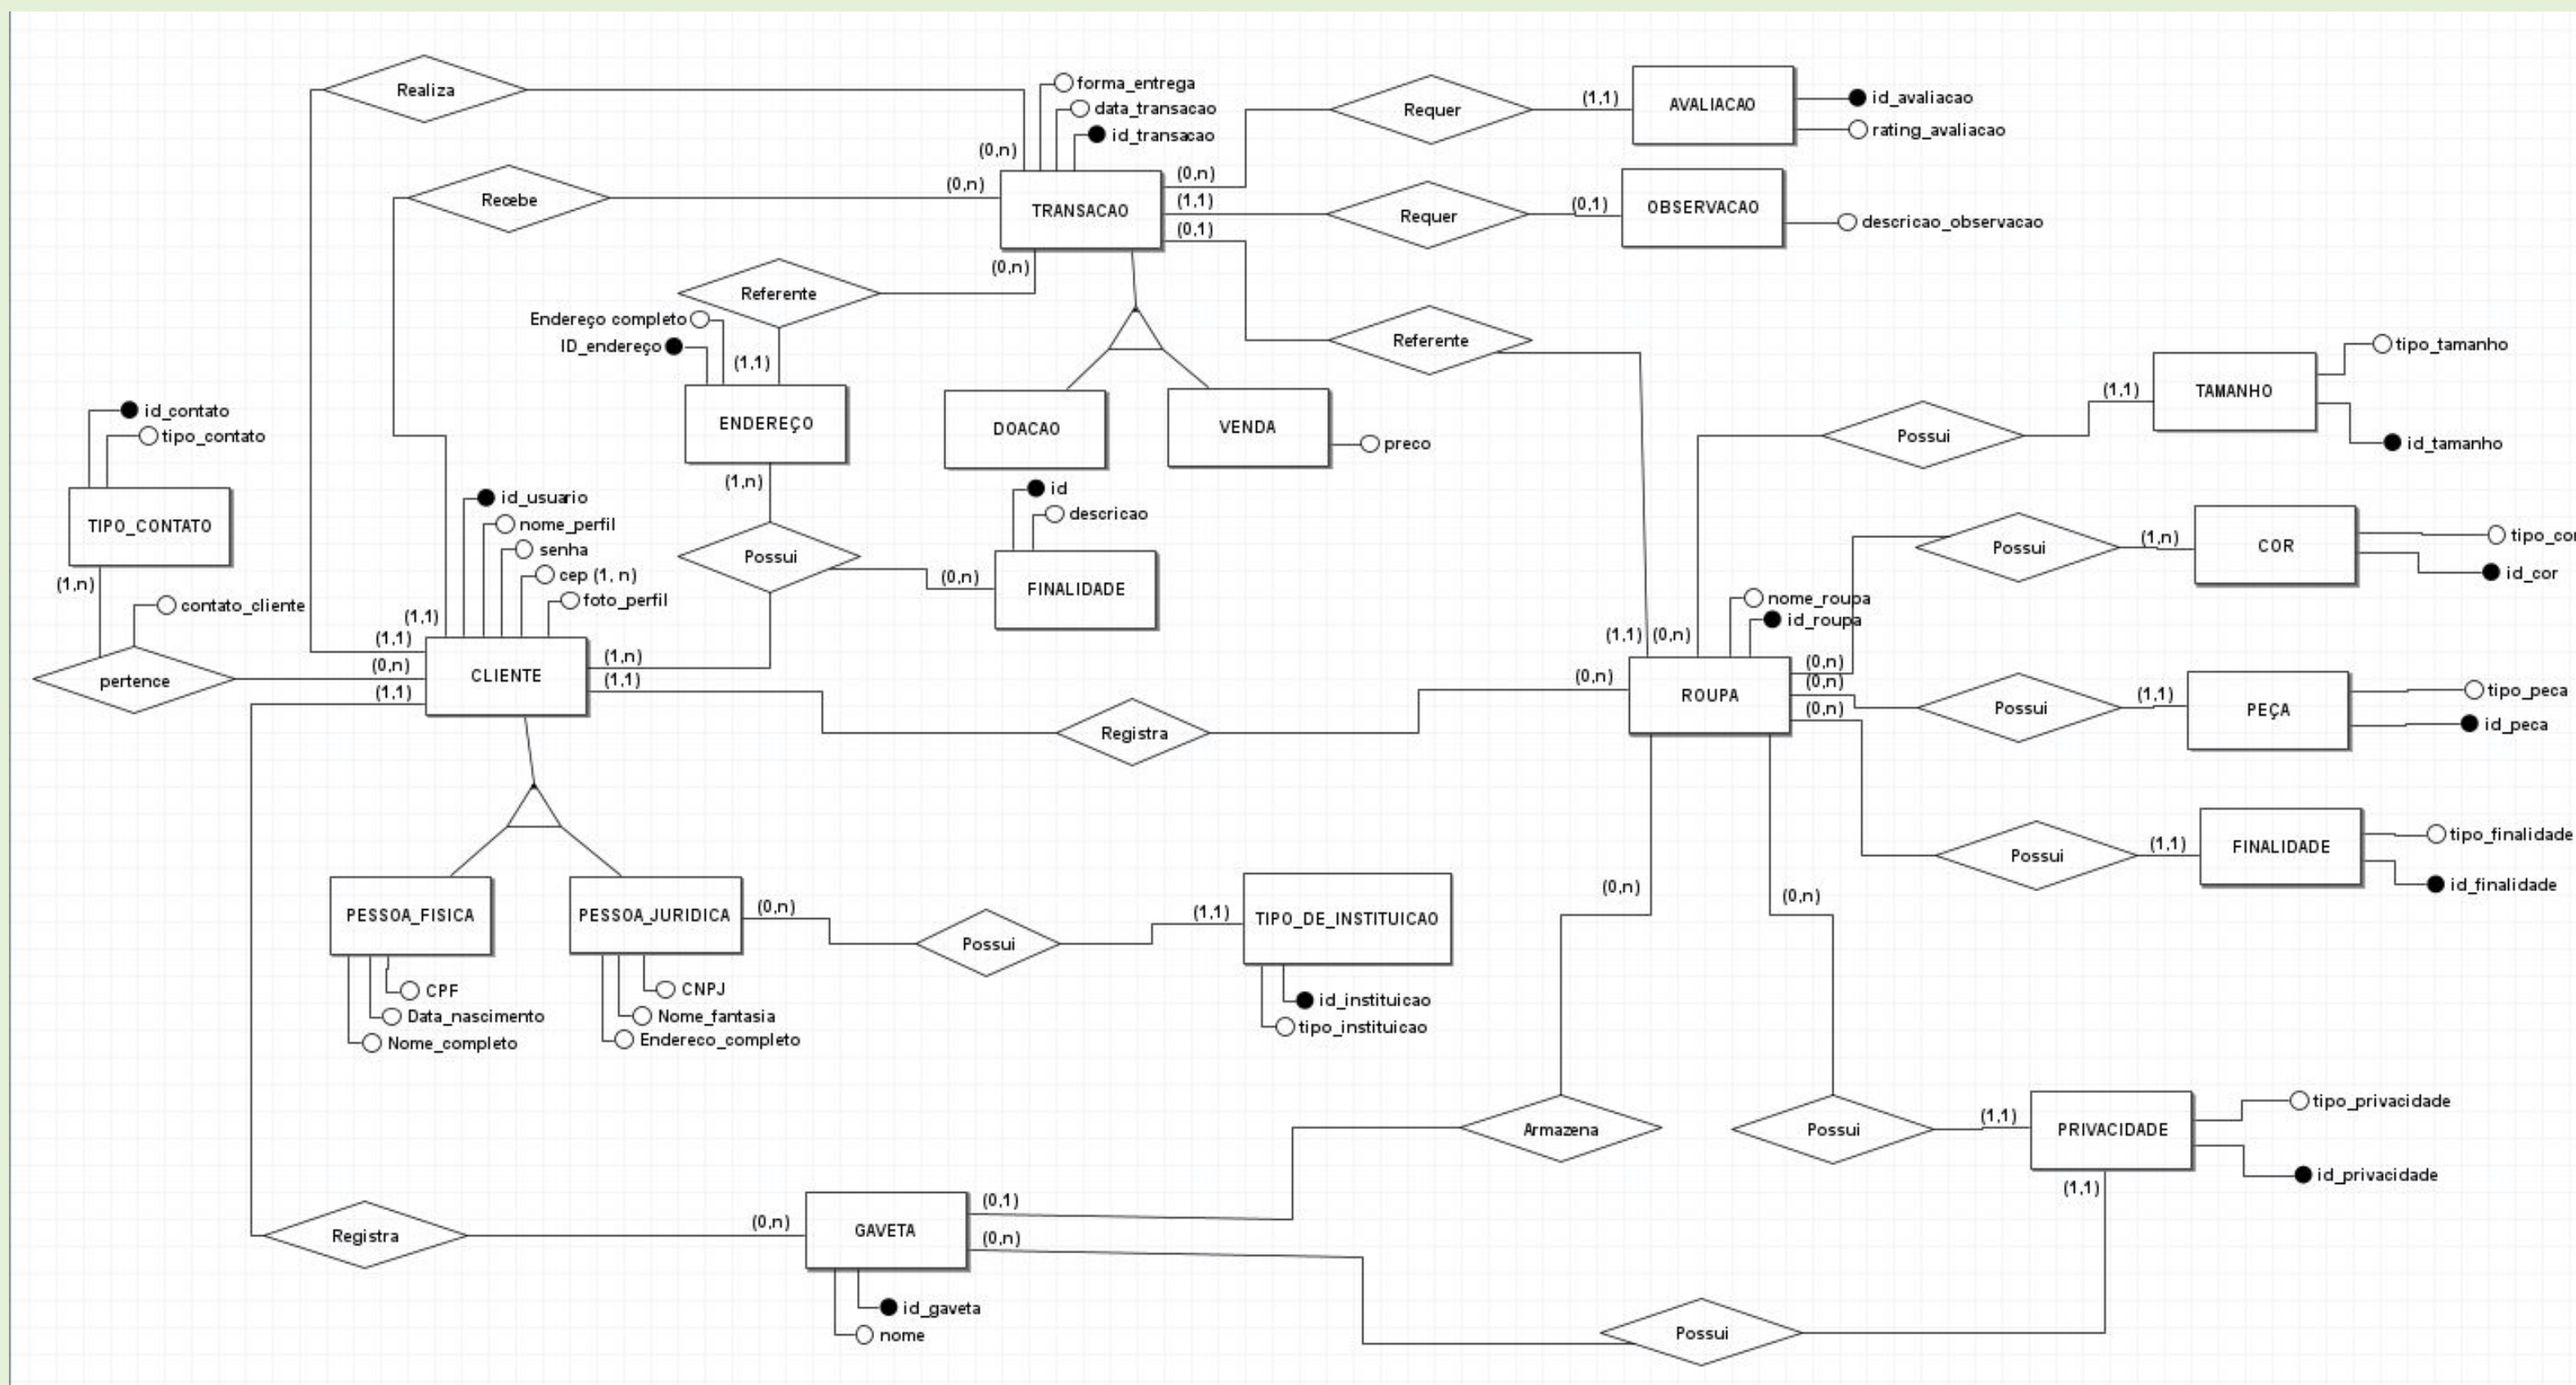 Realiza
forma_entrega
data_transacao
id_transacao
(0,n)
Requer
(1,1)
AVALIACAO
id_avaliacao
rating_avaliacao
Recebe
(0,n)
TRANSACAO
(0,n)
(1,1)
(0,1)
Requer
(0,1)
OBSERVACAO
descricao_observacao
(0,n)
Referente
Endereço completo
ID_endereço
(1,1)
Referente
ENDEREÇO
DOACAO
VENDA
preco
TAMANHO
tipo_tamanho
(1,1)
id_tamanho
Possui
id_contato
tipo_contato
TIPO_CONTATO
(1,n)
contato_cliente
pertence
id_usuario
nome_perfil
senha
cep (1, n)
foto_perfil
(1,n)
Possui
id
descricao
(0,n)
FINALIDADE
Possui
(1,n)
COR
id_cor
(1,1)
(1,1)
(0,n)
(1,1)
CLIENTE
(1,n)
(1,1)
Registra
(0,n)
nome_roupa
id_roupa
(1,1)
(0,n)
ROUPA
(0,n)
(0,n)
(0,n)
Possui
(1,1)
PEÇA
tipo_peca
id_peca
Possui
(1,1)
FINALIDADE
tipo_finalidade
id_finalidade
PESSOA_FISICA
CPF
Data_nascimento
Nome_completo
PESSOA_JURIDICA
CNPJ
Nome_fantasia
Endereco_completo
(0,n)
Possui
(1,1)
TIPO_DE_INSTITUICAO
id_instituicao
tipo_instituicao
(0,n)
(0,n)
Armazena
Possui
(1,1)
PRIVACIDADE
tipo_privacidade
id_privacidade
(1,1)
Registra
(0,n)
GAVETA
(0,1)
(0,n)
id_gaveta
nome
Possui